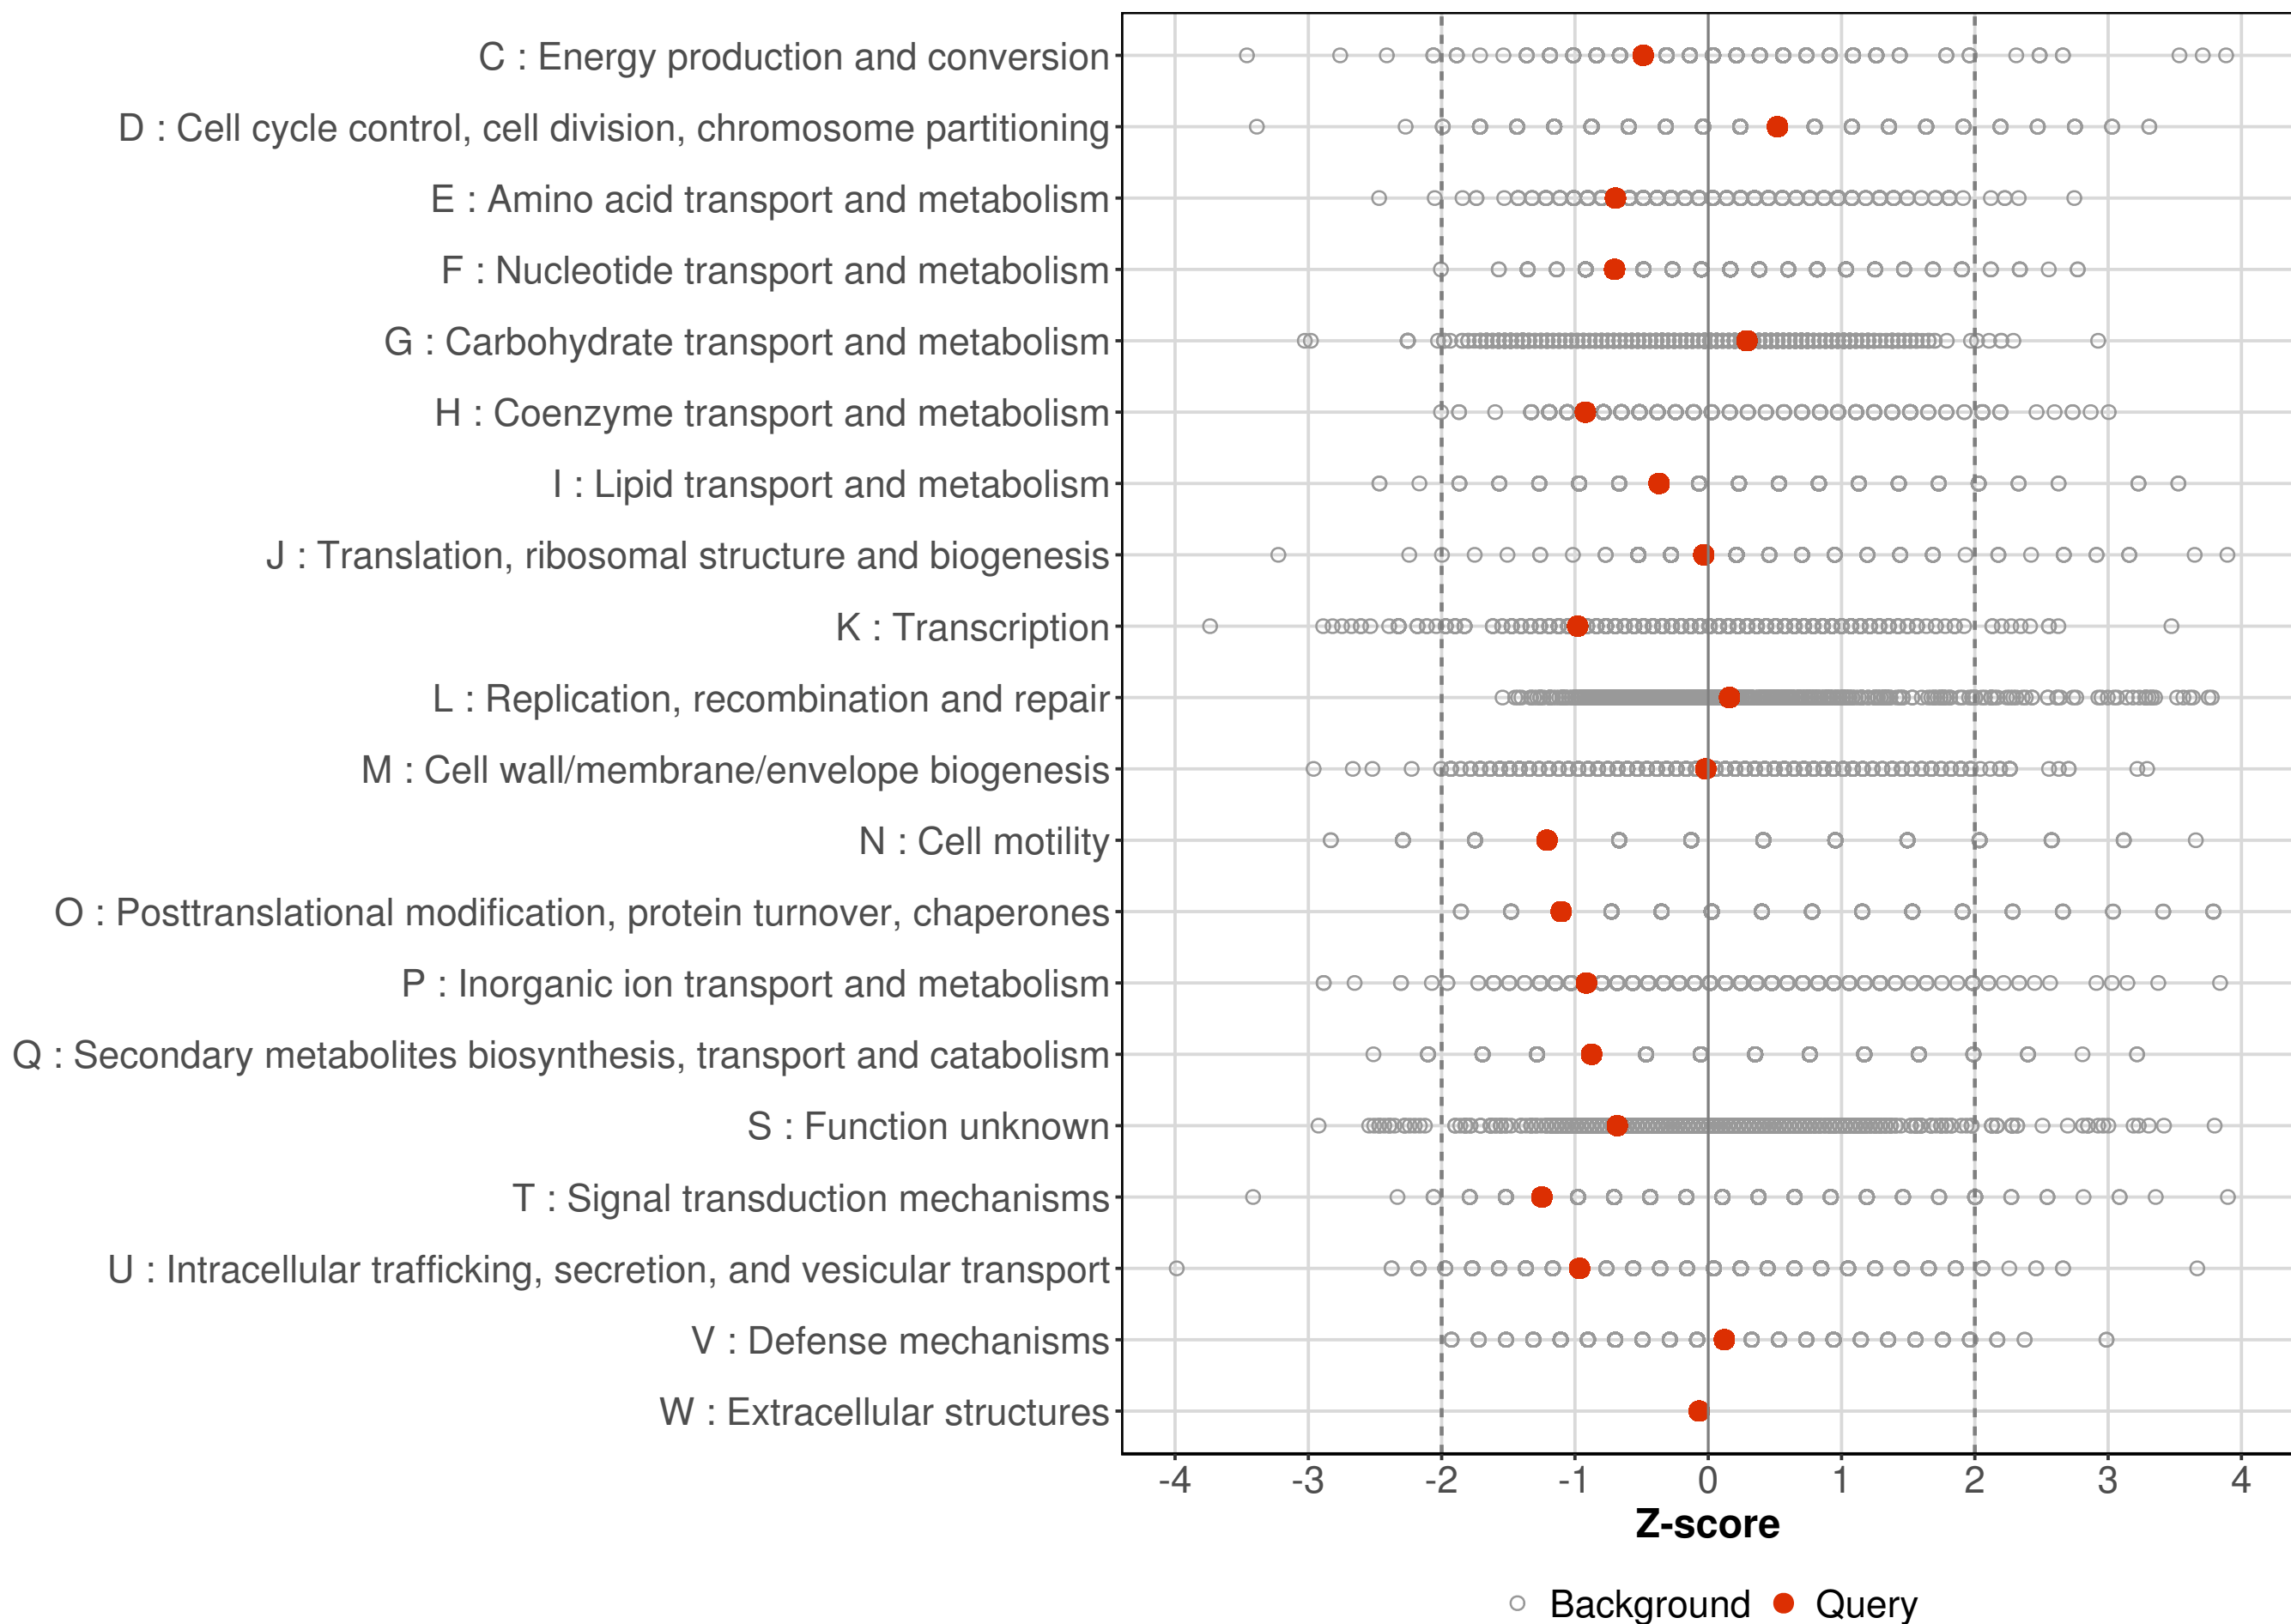 C : Energy production and conversion
D : Cell cycle control, cell division, chromosome partitioning
E : Amino acid transport and metabolism
F : Nucleotide transport and metabolism
G : Carbohydrate transport and metabolism
H : Coenzyme transport and metabolism
I : Lipid transport and metabolism
J : Translation, ribosomal structure and biogenesis
K : Transcription
L : Replication, recombination and repair
M : Cell wall/membrane/envelope biogenesis
N : Cell motility
O : Posttranslational modification, protein turnover, chaperones
P : Inorganic ion transport and metabolism
Q : Secondary metabolites biosynthesis, transport and catabolism
S : Function unknown
T : Signal transduction mechanisms
U : Intracellular trafficking, secretion, and vesicular transport
V : Defense mechanisms
W : Extracellular structures
-4 -3 -2 -1 0 1 2 3 4
Z-score
Background Query